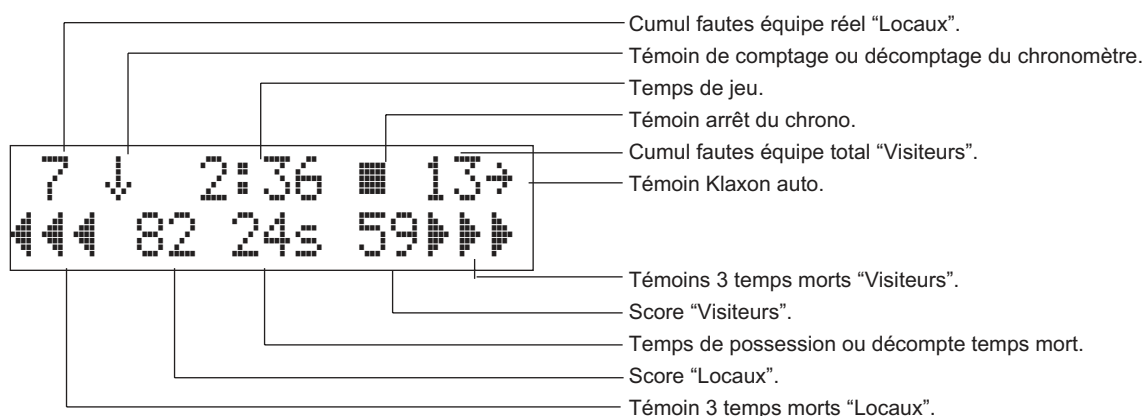 Cumul fautes équipe réel “Locaux”.
Témoin de comptage ou décomptage du chronomètre.
Temps de jeu.
Témoin arrêt du chrono.
Cumul fautes équipe total “Visiteurs”.
Témoin Klaxon auto.
7 ↓ 2:36 ■ 13→
◀◀◀ 82 24s 59▶▶▶
Témoins 3 temps morts “Visiteurs”.
Score “Visiteurs”.
Temps de possession ou décompte temps mort.
Score “Locaux”.
Témoin 3 temps morts “Locaux”.